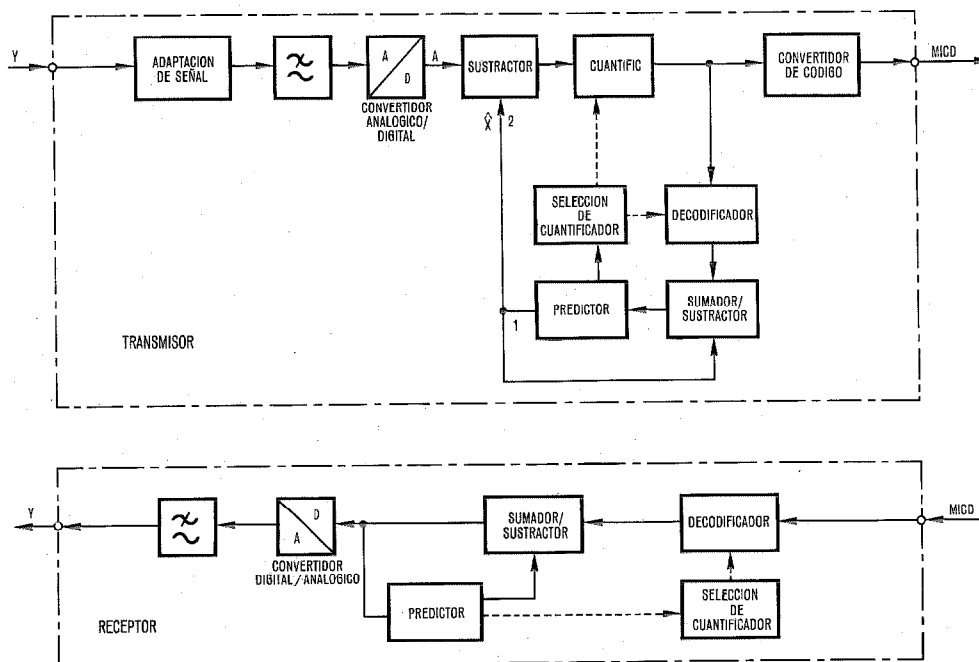 Y
ADAPTACION
DE SEÑAL
A
D
CONVERTIDOR
ANALOGICO/
DIGITAL
A
SUSTRACTOR
CUANTIFIC
CONVERTIDOR
DE CODIGO
MICD
X̂
2
SELECCION
DE
CUANTIFICADOR
DECODIFICADOR
PREDICTOR
SUMADOR/
SUSTRACTOR
1
TRANSMISOR
Y
D
A
CONVERTIDOR
DIGITAL/ANALOGICO
SUMADOR/
SUSTRACTOR
DECODIFICADOR
MICD
PREDICTOR
SELECCION
DE
CUANTIFICADOR
RECEPTOR